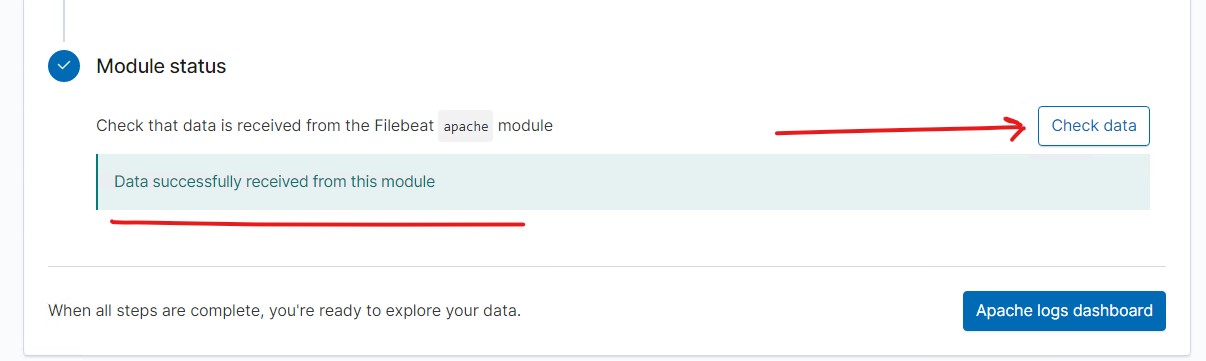 Module status
Check that data is received from the Filebeat apache module
Check data
Data successfully received from this module
When all steps are complete, you're ready to explore your data.
Apache logs dashboard